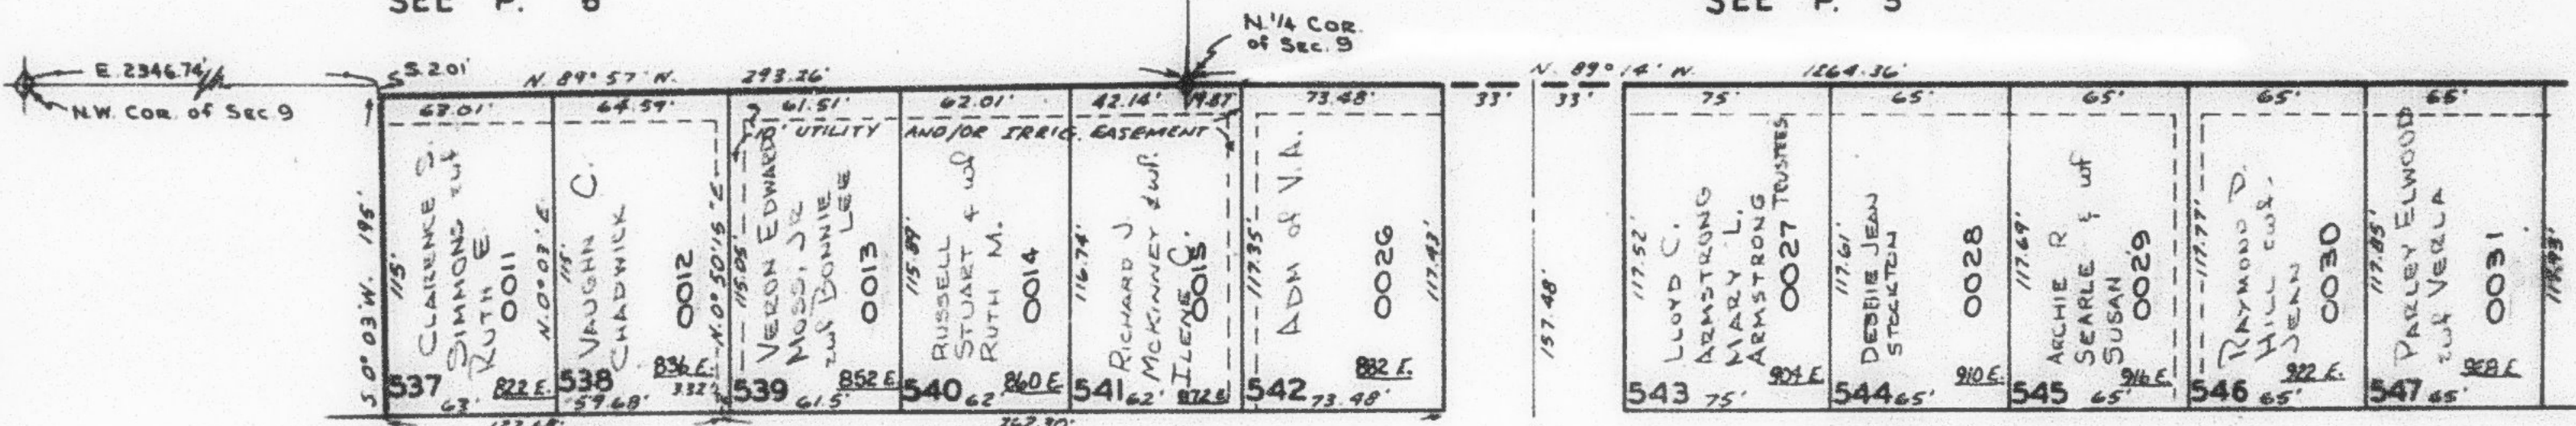 SEE P. 6
SEE P. 5
N. 1/4 COR.
of SEC. 9
E. 2346.74'
N.W. COR. of SEC 9
S. 2.01'
N. 89° 57' W. 293.26'
N. 89° 14' W. 1264.36'
63.01'
64.59'
61.51'
62.01'
42.14'
19.87
73.48'
33'
33'
75'
65'
65'
65'
65'
10' UTILITY AND/OR IRRIG. EASEMENT
S. 0° 03' W. 195'
115'
CLARENCE S.
SIMMONS &wf
RUTH E
0011
537
63'
822 E.
N. 0° 03' E.
115'
VAUGHN C.
CHADWICK
0012
538
59.68'
836 E.
3.32'
N. 0° 50' 15" E
115.05'
VERON EDWARD
MOSS, JR
&wf BONNIE
LEE
0013
539
61.5'
852 E.
115.89'
RUSSELL
STUART & wf
RUTH M.
0014
540
62'
860 E.
116.74'
RICHARD J.
MCKINNEY &wf.
ILENE C.
0015
541
62'
872 E
117.35'
ADM of V.A.
0026
542
73.48'
882 E.
117.43'
157.48'
117.52'
LLOYD C.
ARMSTRONG
MARY L.
ARMSTRONG TRUSTEES
0027
543
75'
904 E
117.61'
DEBBIE JEAN
STOCKTON
0028
544
65'
910 E.
117.69'
ARCHIE R
SEARLE & wf
SUSAN
0029
545
65'
916 E.
117.77'
RAYMOND D.
HILL &wf.
JEAN
0030
546
65'
922 E.
117.85'
PARLEY ELWOOD
&wf VERLA
0031
547
65'
928 E
117.93'
122.68'
262.30'